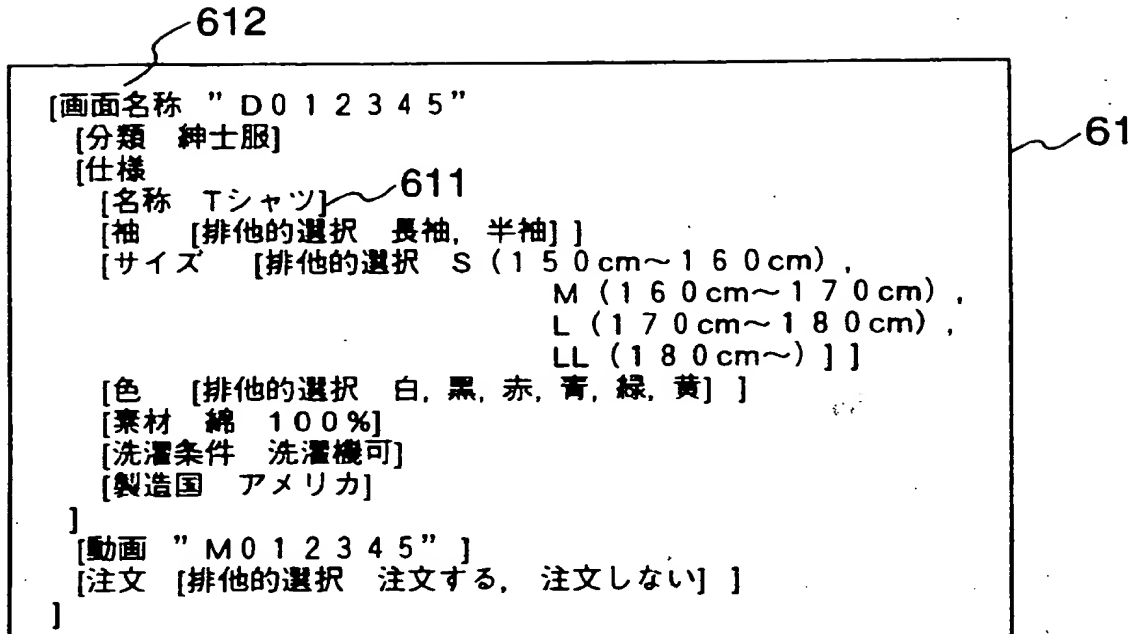 612
[画面名称 ”D012345”
61
[分類 紳士服]
[仕様
[名称 Tシャツ]
611
[袖 [排他的選択 長袖, 半袖] ]
[サイズ [排他的選択 S（150cm〜160cm）,
M（160cm〜170cm）,
L（170cm〜180cm）,
LL（180cm〜）] ]
[色 [排他的選択 白, 黒, 赤, 青, 緑, 黄] ]
[素材 綿 100%]
[洗濯条件 洗濯機可]
[製造国 アメリカ]
]
[動画 ”M012345” ]
[注文 [排他的選択 注文する, 注文しない] ]
]